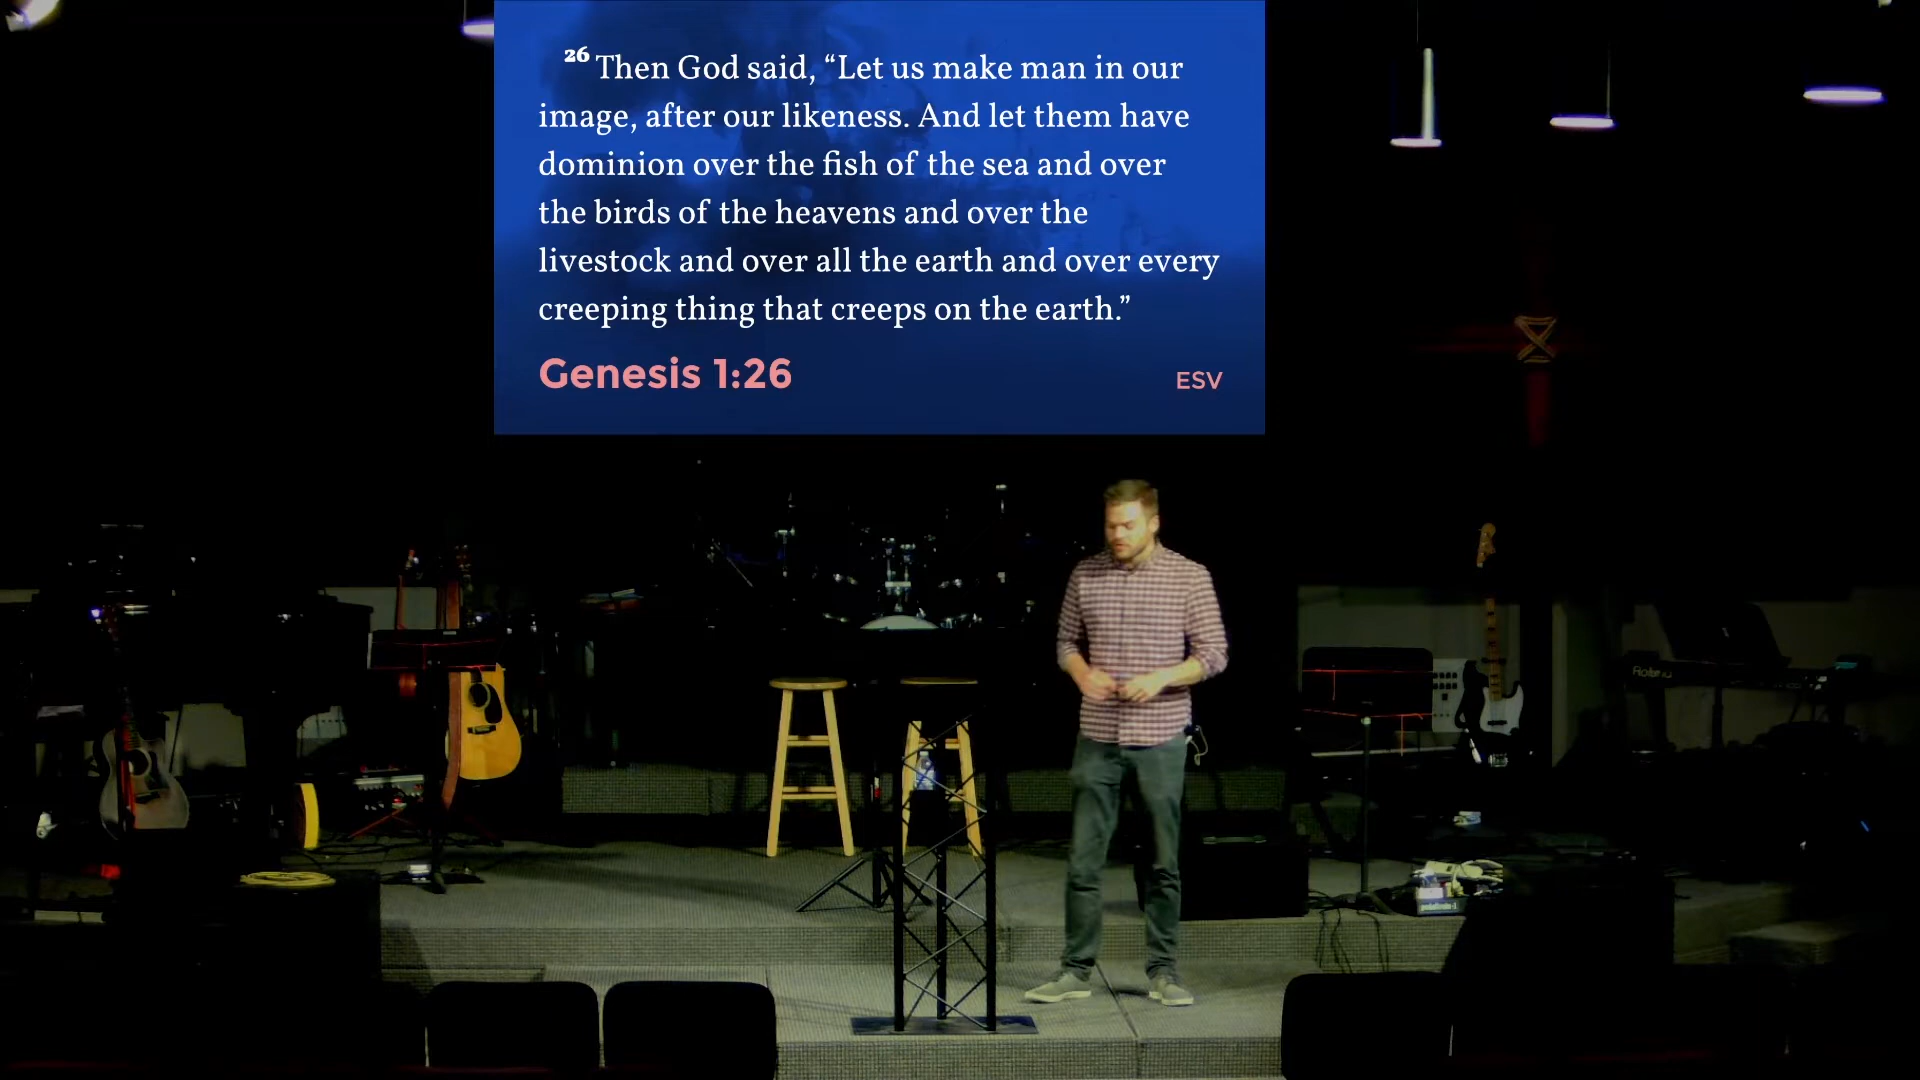 26 Then God said, “Let us make man in our
image, after our likeness. And let them have
dominion over the fish of the sea and over
the birds of the heavens and over the
livestock and over all the earth and over every
creeping thing that creeps on the earth.”
Genesis 1:26
ESV
Roland